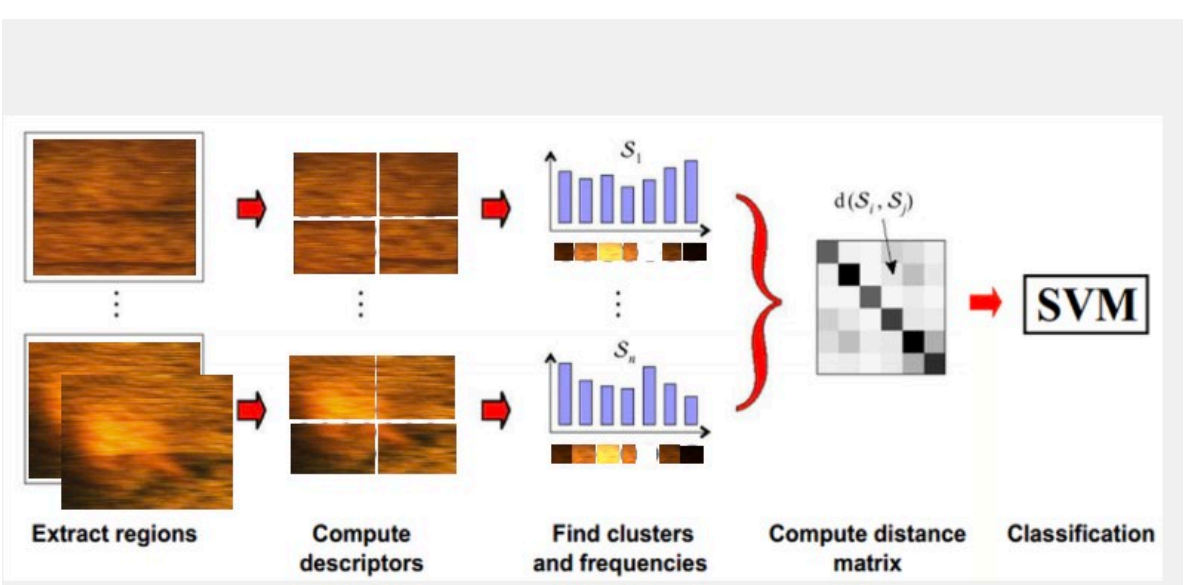 S₁
d(Sᵢ, Sⱼ)
SVM
Sₙ
Extract regions
Compute
descriptors
Find clusters
and frequencies
Compute distance
matrix
Classification